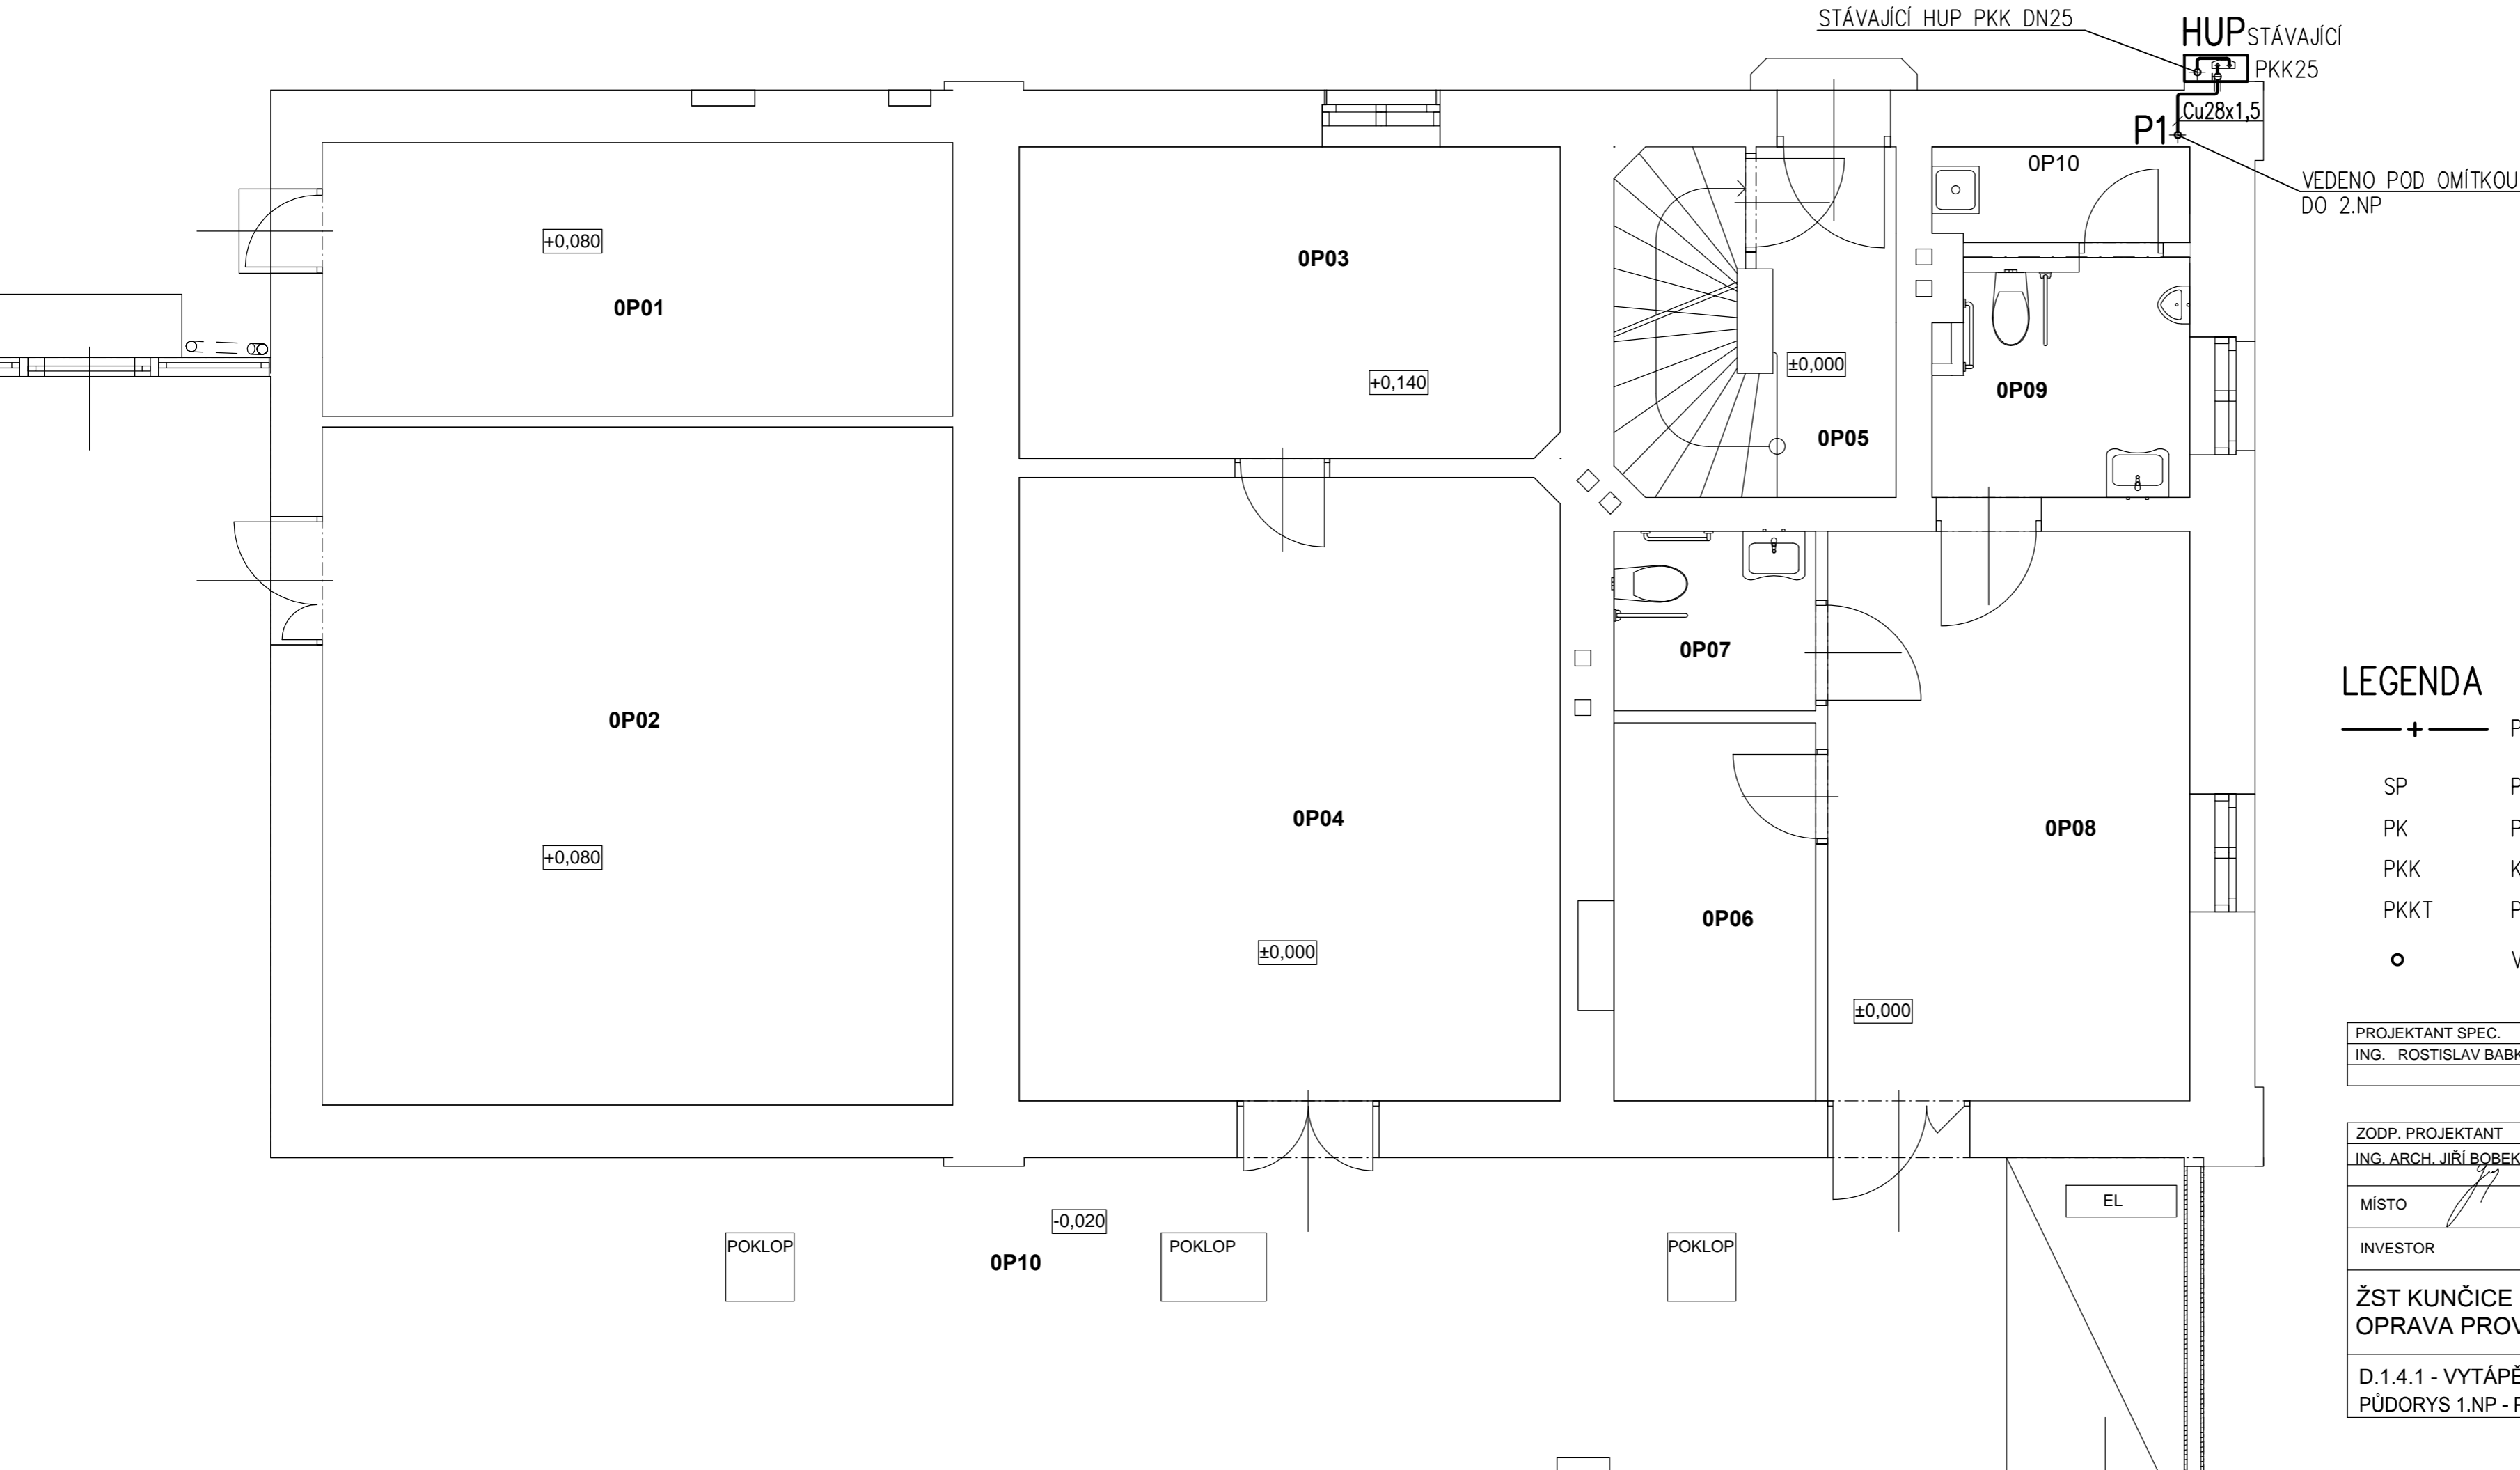 STÁVAJÍCÍ HUP PKK DN25
HUP STÁVAJÍCÍ
PKK25
Cu28x1,5
P1
VEDENO POD OMÍTKOU
DO 2.NP
0P10
+0,080
0P01
0P03
+0,140
±0,000
0P05
0P09
0P07
0P02
+0,080
0P04
±0,000
0P06
0P08
±0,000
-0,020
0P10
POKLOP
POKLOP
POKLOP
EL
LEGENDA
P
SP P
PK P
PKK K
PKKT P
V
PROJEKTANT SPEC.
ING. ROSTISLAV BABK
ZODP. PROJEKTANT
ING. ARCH. JIŘÍ BOBEK
MÍSTO
INVESTOR
ŽST KUNČICE
OPRAVA PROV
D.1.4.1 - VYTÁPĚ
PŮDORYS 1.NP - P